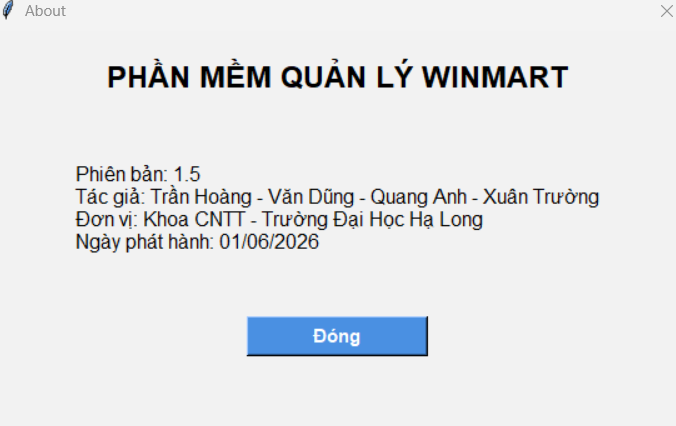 About
PHẦN MỀM QUẢN LÝ WINMART
Phiên bản: 1.5
Tác giả: Trần Hoàng - Văn Dũng - Quang Anh - Xuân Trường
Đơn vị: Khoa CNTT - Trường Đại Học Hạ Long
Ngày phát hành: 01/06/2026
Đóng